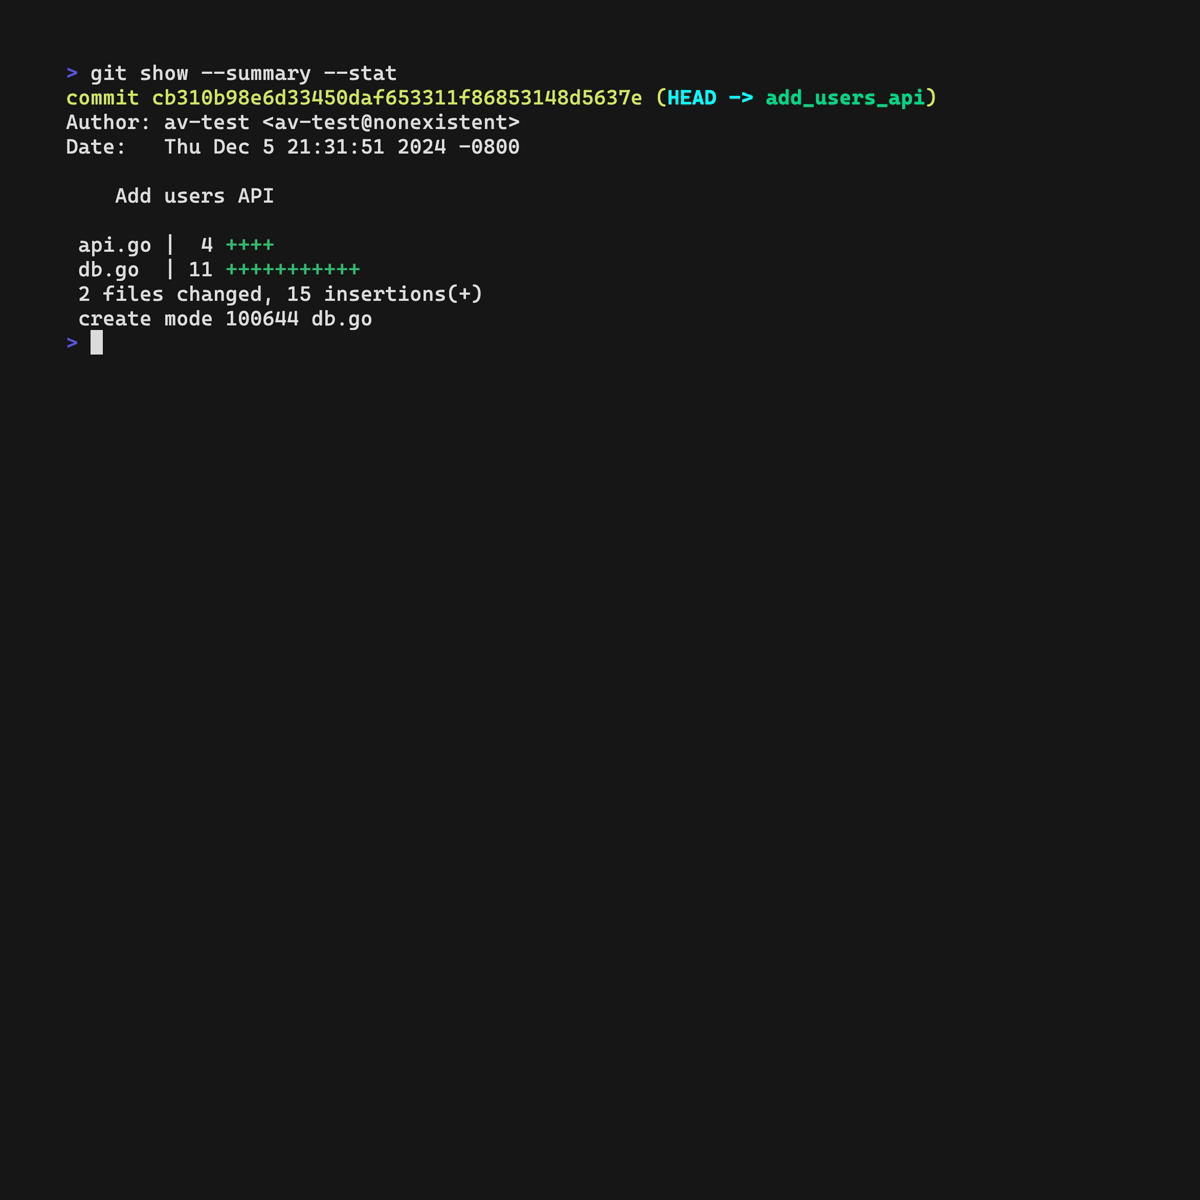 > git show --summary --stat
commit cb310b98e6d33450daf653311f86853148d5637e (HEAD -> add_users_api)
Author: av-test <av-test@nonexistent>
Date:   Thu Dec 5 21:31:51 2024 -0800

    Add users API

 api.go |  4 ++++
 db.go  | 11 +++++++++++
 2 files changed, 15 insertions(+)
 create mode 100644 db.go
>